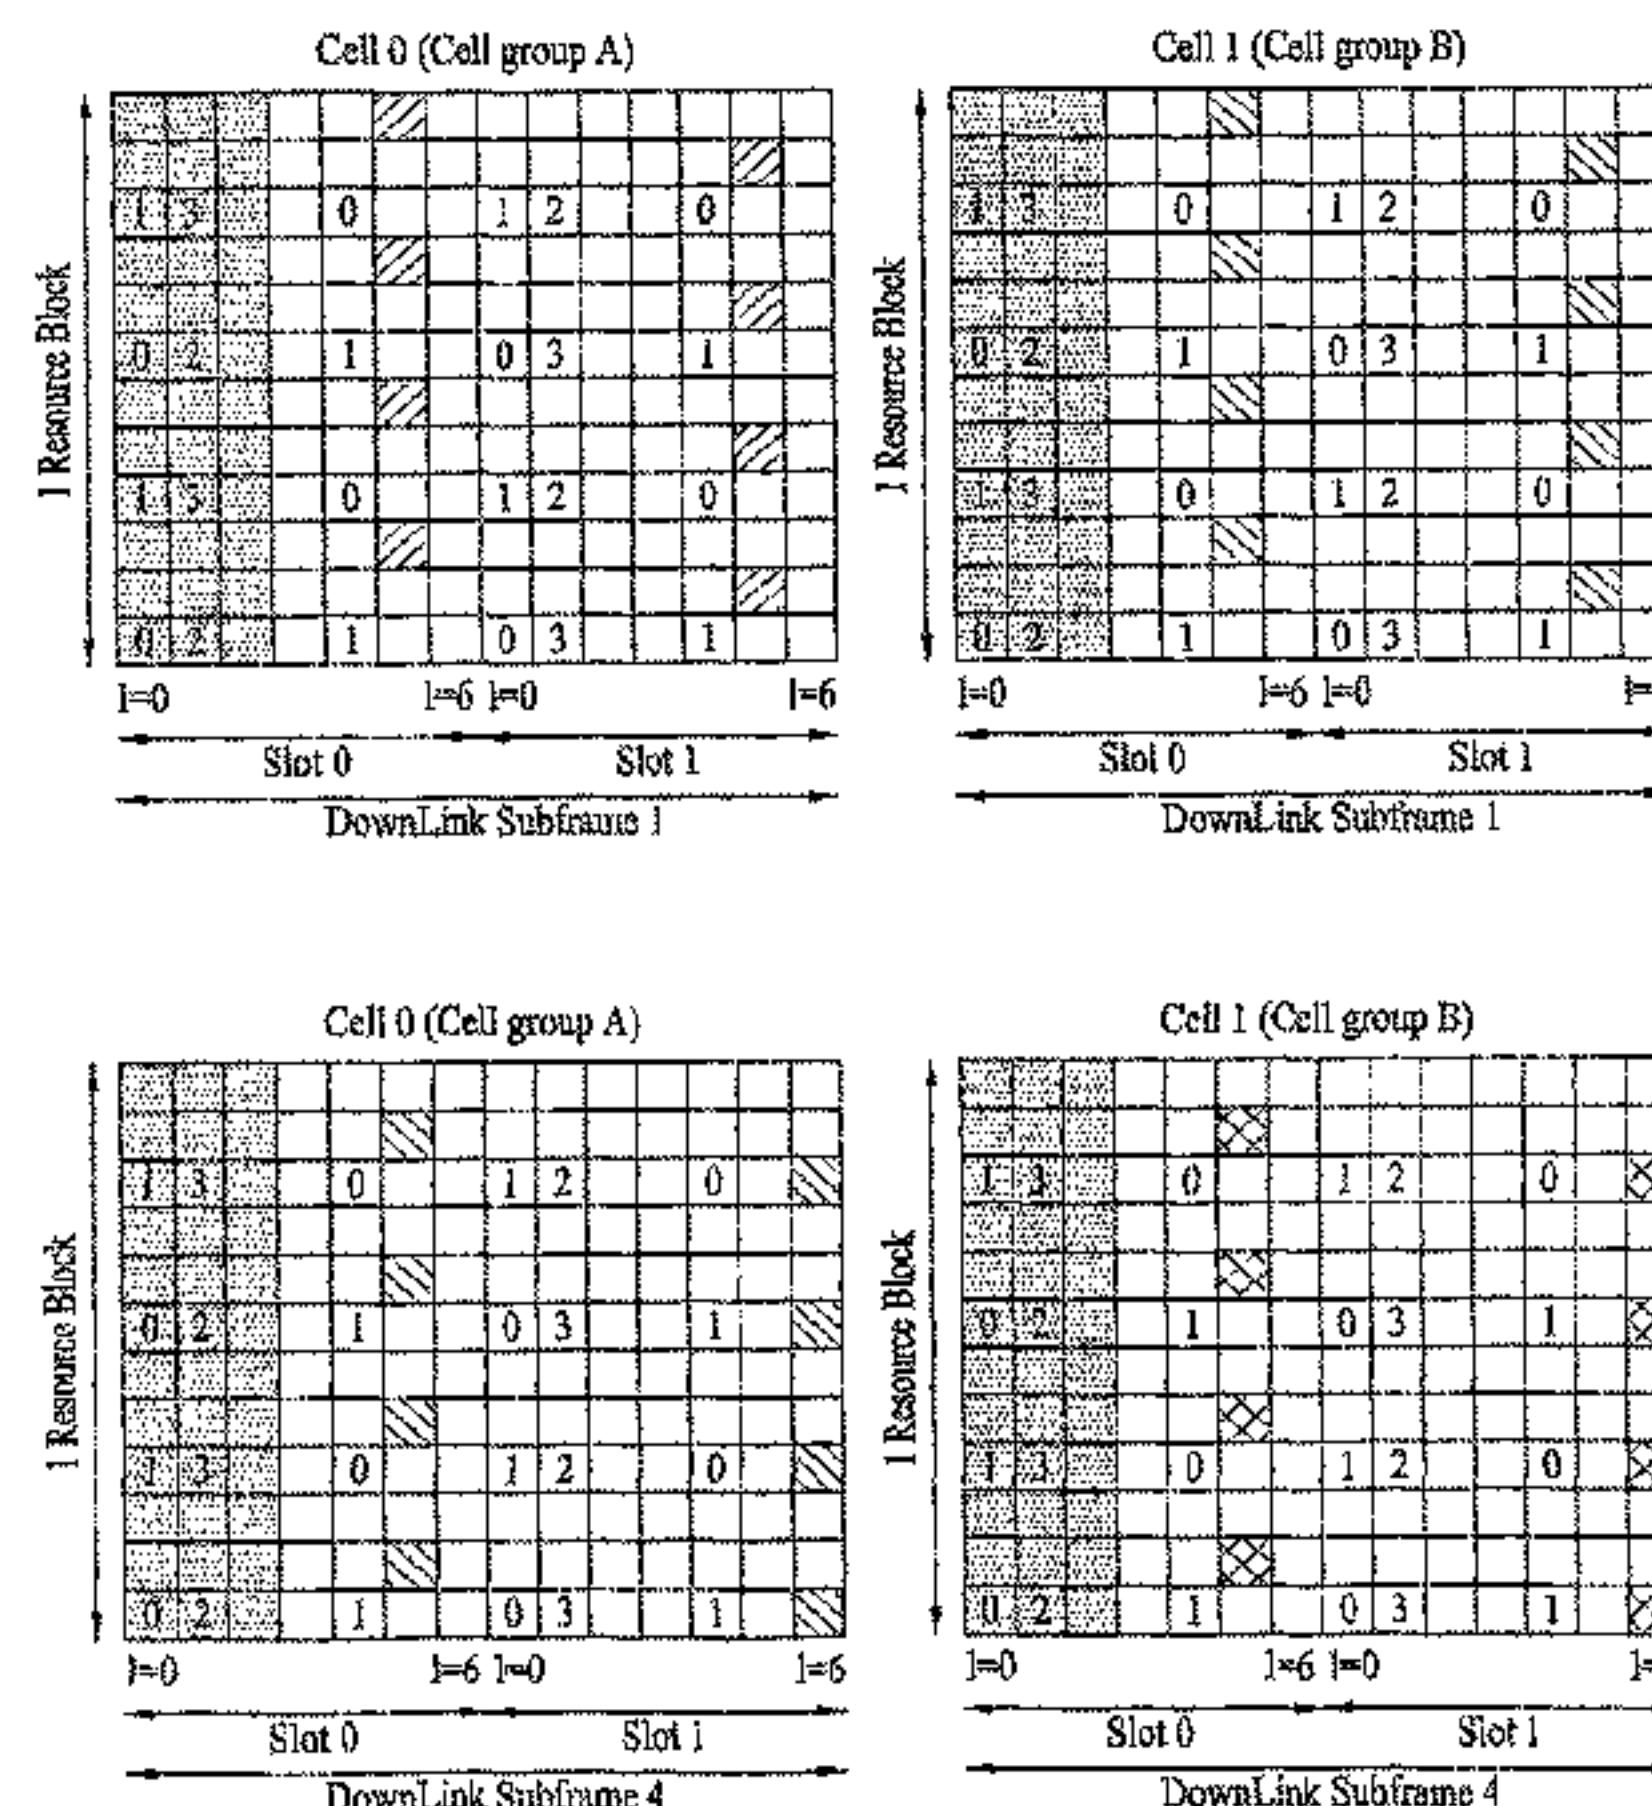 Cell 0 (Cell group A)
1 Resource Block
1 3 0 1 2 0
0 2 1 0 3 1
1 3 0 1 2 0
0 2 1 0 3 1
l=0 l=6 l=0 l=6
Slot 0 Slot 1
DownLink Subframe 1
Cell 1 (Cell group B)
1 Resource Block
1 3 0 1 2 0
0 2 1 0 3 1
1 3 0 1 2 0
0 2 1 0 3 1
l=0 l=6 l=0 l=
Slot 0 Slot 1
DownLink Subframe 1
Cell 0 (Cell group A)
1 Resource Block
1 3 0 1 2 0
0 2 1 0 3 1
1 3 0 1 2 0
0 2 1 0 3 1
l=0 l=6 l=0 l=6
Slot 0 Slot 1
DownLink Subframe 4
Cell 1 (Cell group B)
1 Resource Block
1 3 0 1 2 0
0 2 1 0 3 1
1 3 0 1 2 0
0 2 1 0 3 1
l=0 l=6 l=0 l=
Slot 0 Slot 1
DownLink Subframe 4